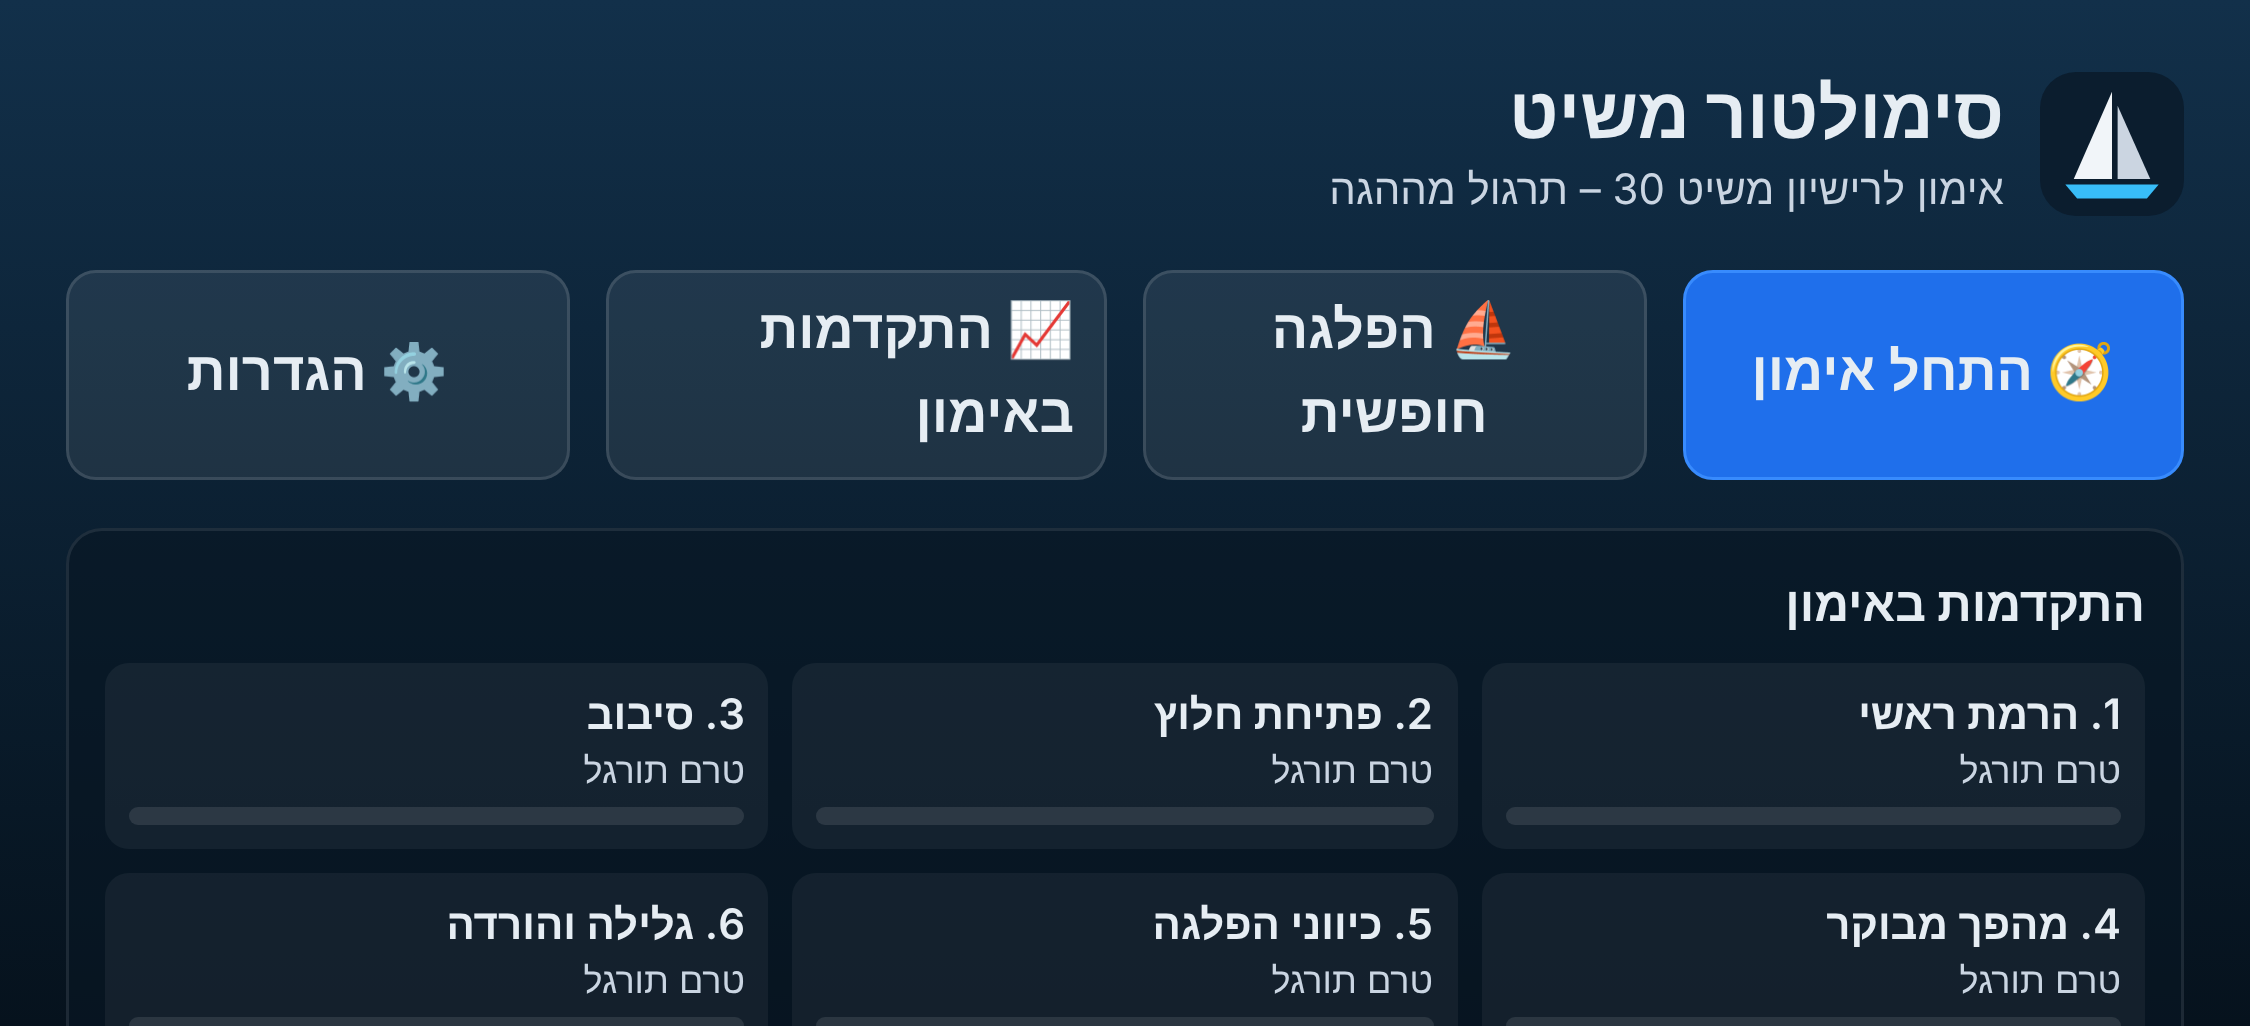 סימולטור משיט
אימון לרישיון משיט 30 – תרגול מההגה
התחל אימון
הפלגה
חופשית
התקדמות
באימון
הגדרות
התקדמות באימון
1. הרמת ראשי
טרם תורגל
2. פתיחת חלוץ
טרם תורגל
3. סיבוב
טרם תורגל
4. מהפך מבוקר
טרם תורגל
5. כיווני הפלגה
טרם תורגל
6. גלילה והורדה
טרם תורגל